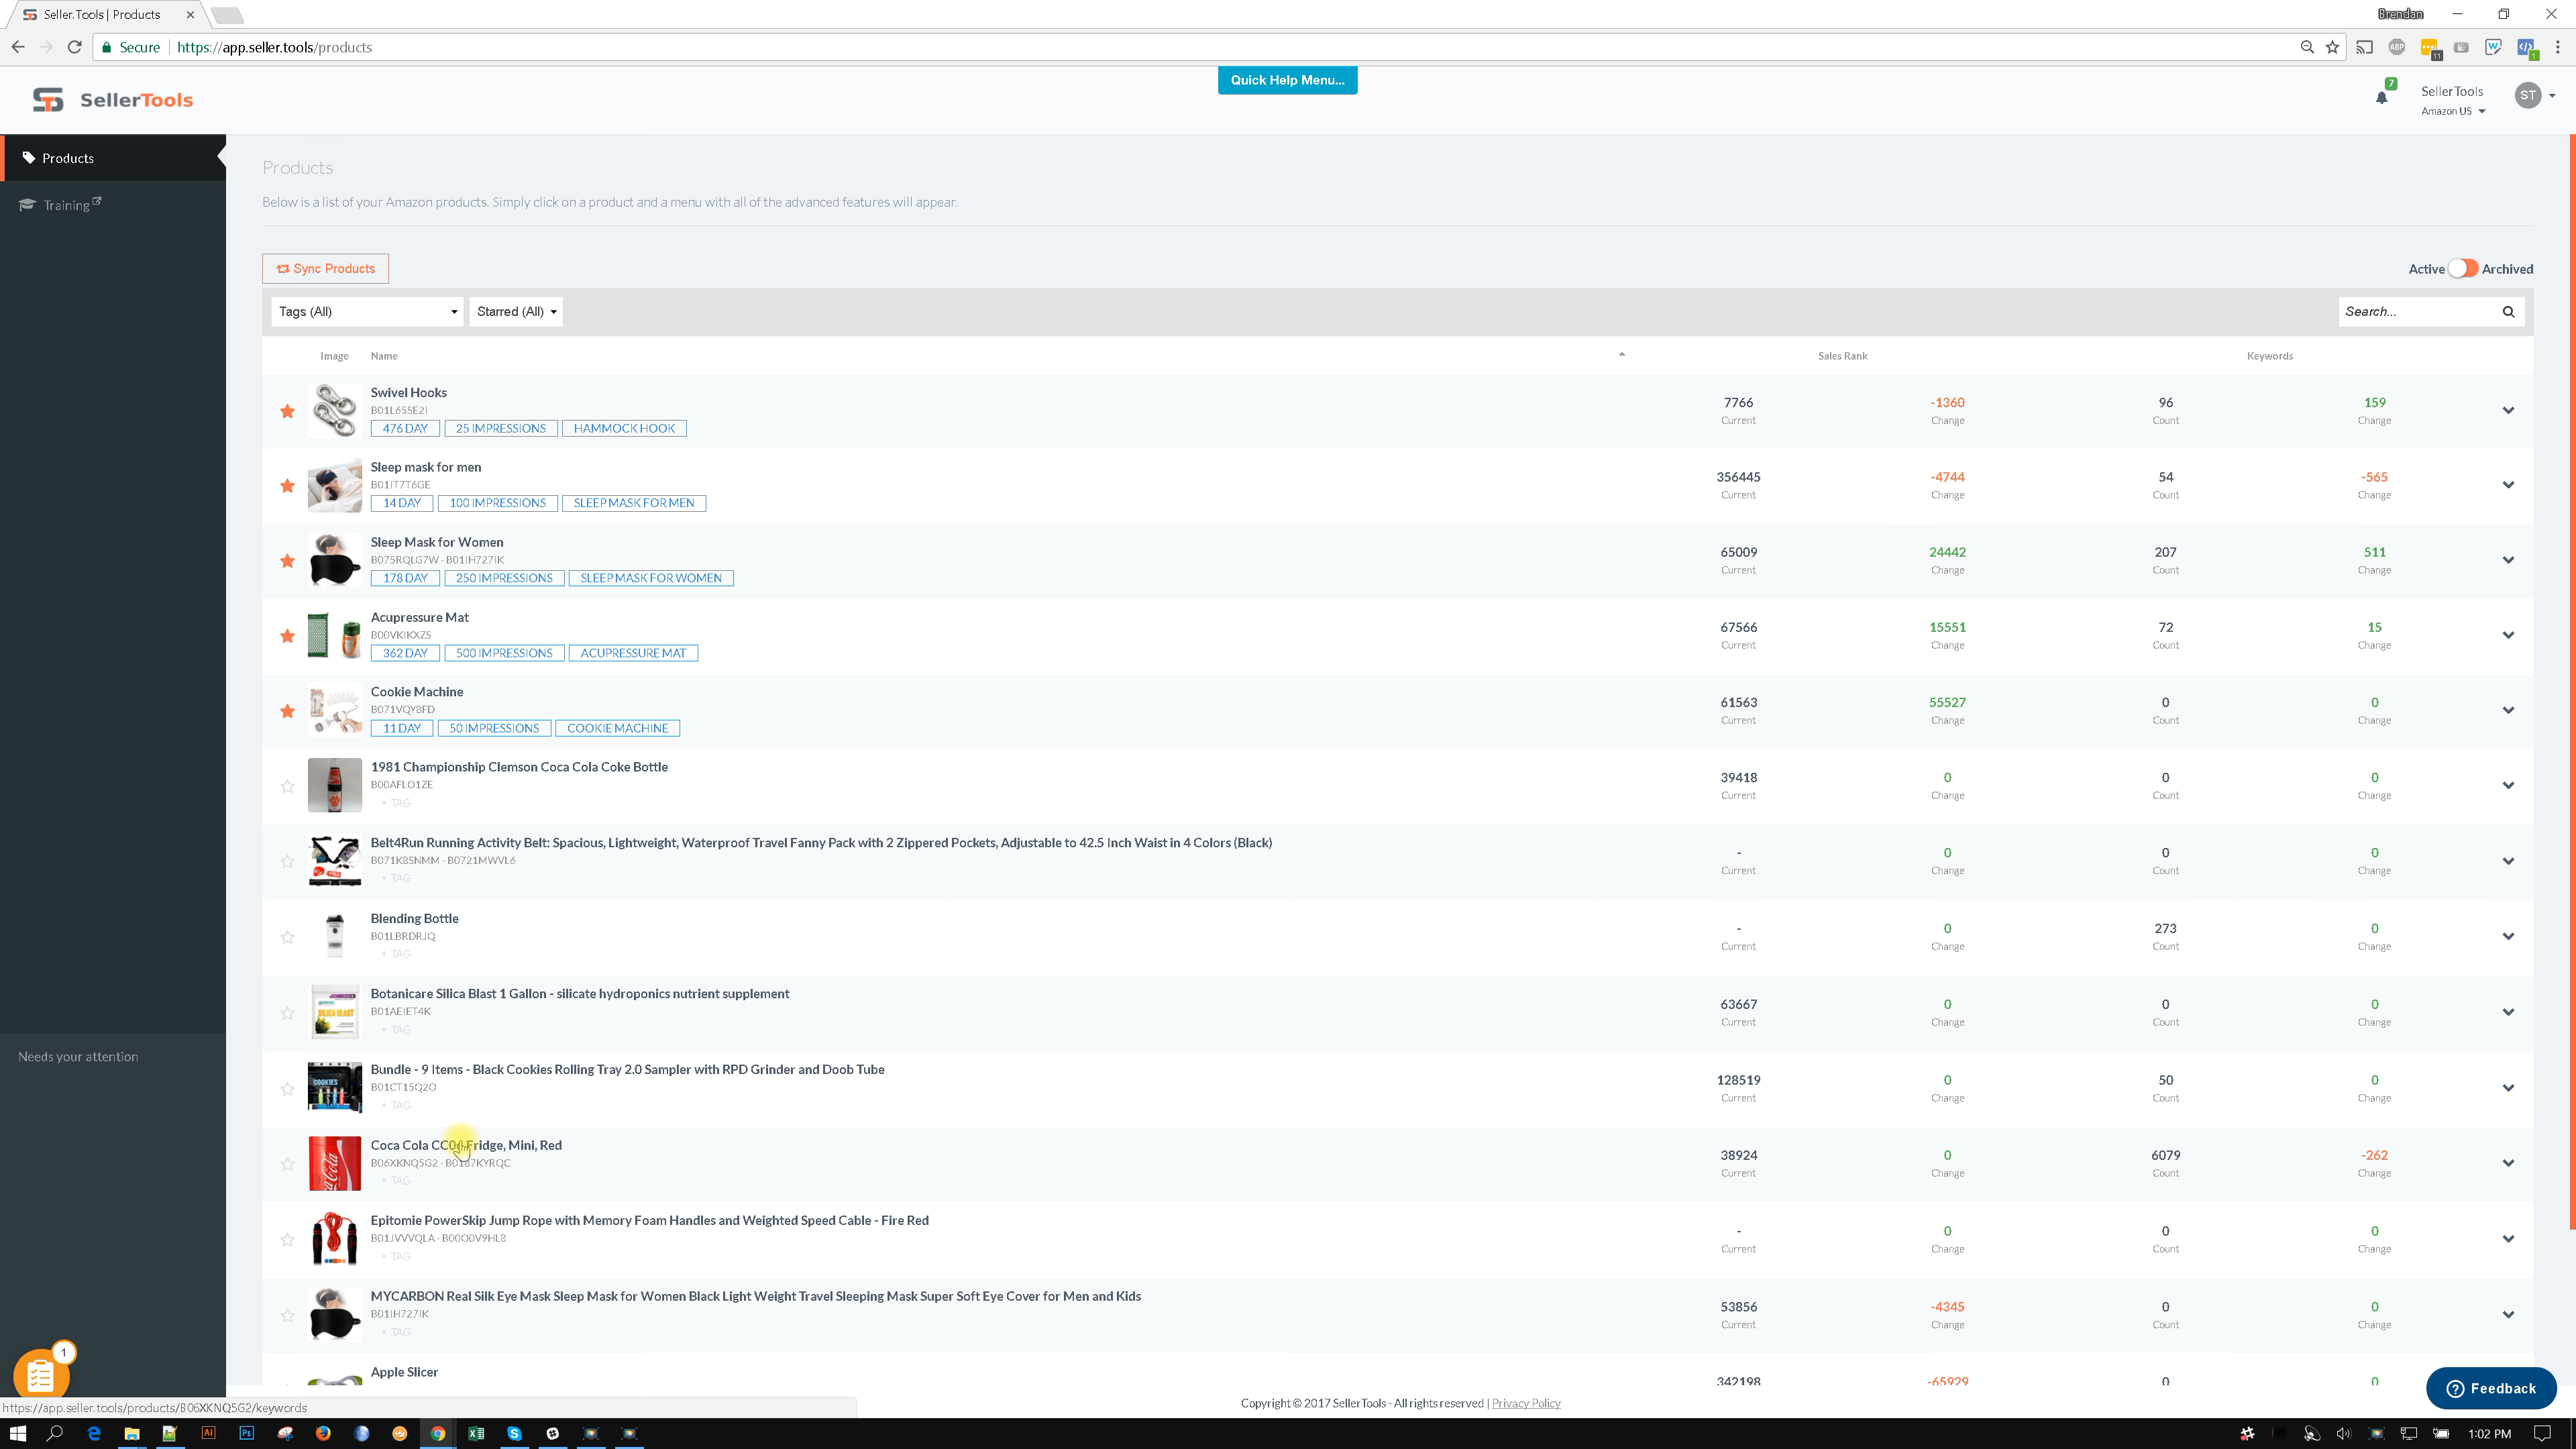 Seller.Tools | Products
Brendan
Secure https://app.seller.tools/products
ABP
11
1
SellerTools
Quick Help Menu...
7
SellerTools
Amazon US
ST
Products
Training
Products
Below is a list of your Amazon products. Simply click on a product and a menu with all of the advanced features will appear.
Sync Products
Active Archived
Tags (All) Starred (All) Search...
Image Name Sales Rank Keywords
Swivel Hooks
B01L65SE2I
476 DAY 25 IMPRESSIONS HAMMOCK HOOK
7766 -1360 96 159
Current Change Count Change
Sleep mask for men
B01IT7T6GE
14 DAY 100 IMPRESSIONS SLEEP MASK FOR MEN
356445 -4744 54 -565
Current Change Count Change
Sleep Mask for Women
B075RQLG7W - B01IH727IK
178 DAY 250 IMPRESSIONS SLEEP MASK FOR WOMEN
65009 24442 207 511
Current Change Count Change
Acupressure Mat
B00VKIKXZS
362 DAY 500 IMPRESSIONS ACUPRESSURE MAT
67566 15551 72 15
Current Change Count Change
Cookie Machine
B071VQY8FD
11 DAY 50 IMPRESSIONS COOKIE MACHINE
61563 55527 0 0
Current Change Count Change
1981 Championship Clemson Coca Cola Coke Bottle
B00AFLO1ZE
+ TAG
39418 0 0 0
Current Change Count Change
Belt4Run Running Activity Belt: Spacious, Lightweight, Waterproof Travel Fanny Pack with 2 Zippered Pockets, Adjustable to 42.5 Inch Waist in 4 Colors (Black)
B071K8SNMM - B0721MWVL6
+ TAG
- 0 0 0
Current Change Count Change
Blending Bottle
B01LBRDRJQ
+ TAG
- 0 273 0
Current Change Count Change
Botanicare Silica Blast 1 Gallon - silicate hydroponics nutrient supplement
B01AEIET4K
+ TAG
SILICA BLAST
63667 0 0 0
Current Change Count Change
Bundle - 9 Items - Black Cookies Rolling Tray 2.0 Sampler with RPD Grinder and Doob Tube
B01CT15Q2O
+ TAG
COOKIES
128519 0 50 0
Current Change Count Change
Coca Cola CC04 Fridge, Mini, Red
B06XKNQ5G2 - B0187KYRQC
+ TAG
38924 0 6079 -262
Current Change Count Change
Epitomie PowerSkip Jump Rope with Memory Foam Handles and Weighted Speed Cable - Fire Red
B01JVVVQLA - B00O0V9HL8
+ TAG
- 0 0 0
Current Change Count Change
MYCARBON Real Silk Eye Mask Sleep Mask for Women Black Light Weight Travel Sleeping Mask Super Soft Eye Cover for Men and Kids
B01IH727IK
+ TAG
53856 -4345 0 0
Current Change Count Change
Apple Slicer
342198 -65929 0 0
Needs your attention
1
Feedback
Copyright © 2017 SellerTools - All rights reserved | Privacy Policy
https://app.seller.tools/products/B06XKNQ5G2/keywords
1:02 PM